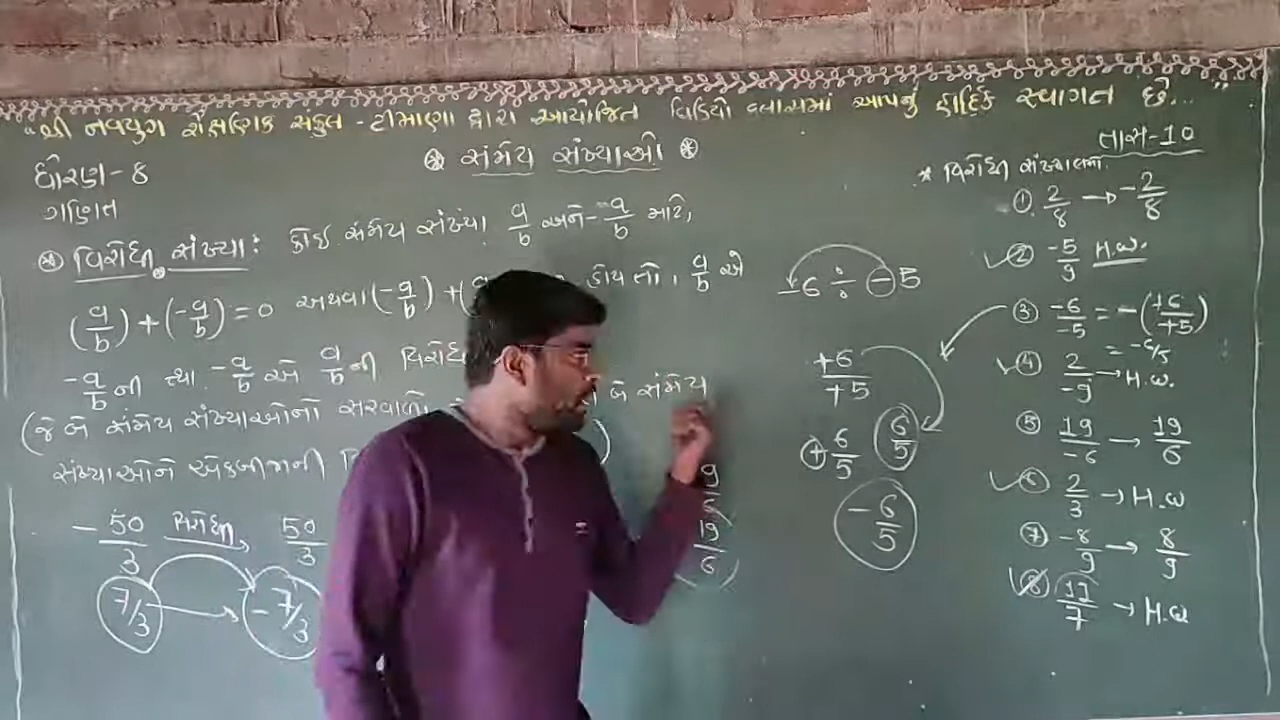 "શ્રી નવયુગ શૈક્ષણિક સંકુલ - ટીમાણા દ્વારા આયોજિત વિડિયો ક્લાસમાં આપનું હાર્દિક સ્વાગત છે..."
ધોરણ-8
ગણિત
સંમેય સંખ્યાઓ
તાસ-10
વિરોધી સંખ્યા: કોઈ સંમેય સંખ્યા a/b અને -a/b માટે,
(a/b) + (-a/b) = 0 અથવા (-a/b) + ( હોય તો, a/b એ
-a/b ની તથા -a/b એ a/b ની
(જે બે સંમેય સંખ્યાઓનો સરવાળો બે સંમેય
સંખ્યાઓને એકબીજાની )
-50/3 વિરોધી → 50/3
7/3 → -7/3
19/6
-6 ÷ -5
+6/+5
+6/5 6/5
-6/5
* વિરોધી
① 2/8 → -2/8
② -5/9 H.W.
③ -6/-5 = -(+6/+5)
= -6/5
④ 2/-9 → H.W.
⑤ 19/-6 → 19/6
⑥ 2/3 → H.W
⑦ -8/9 → 8/9
⑧ 17/7 → H.W